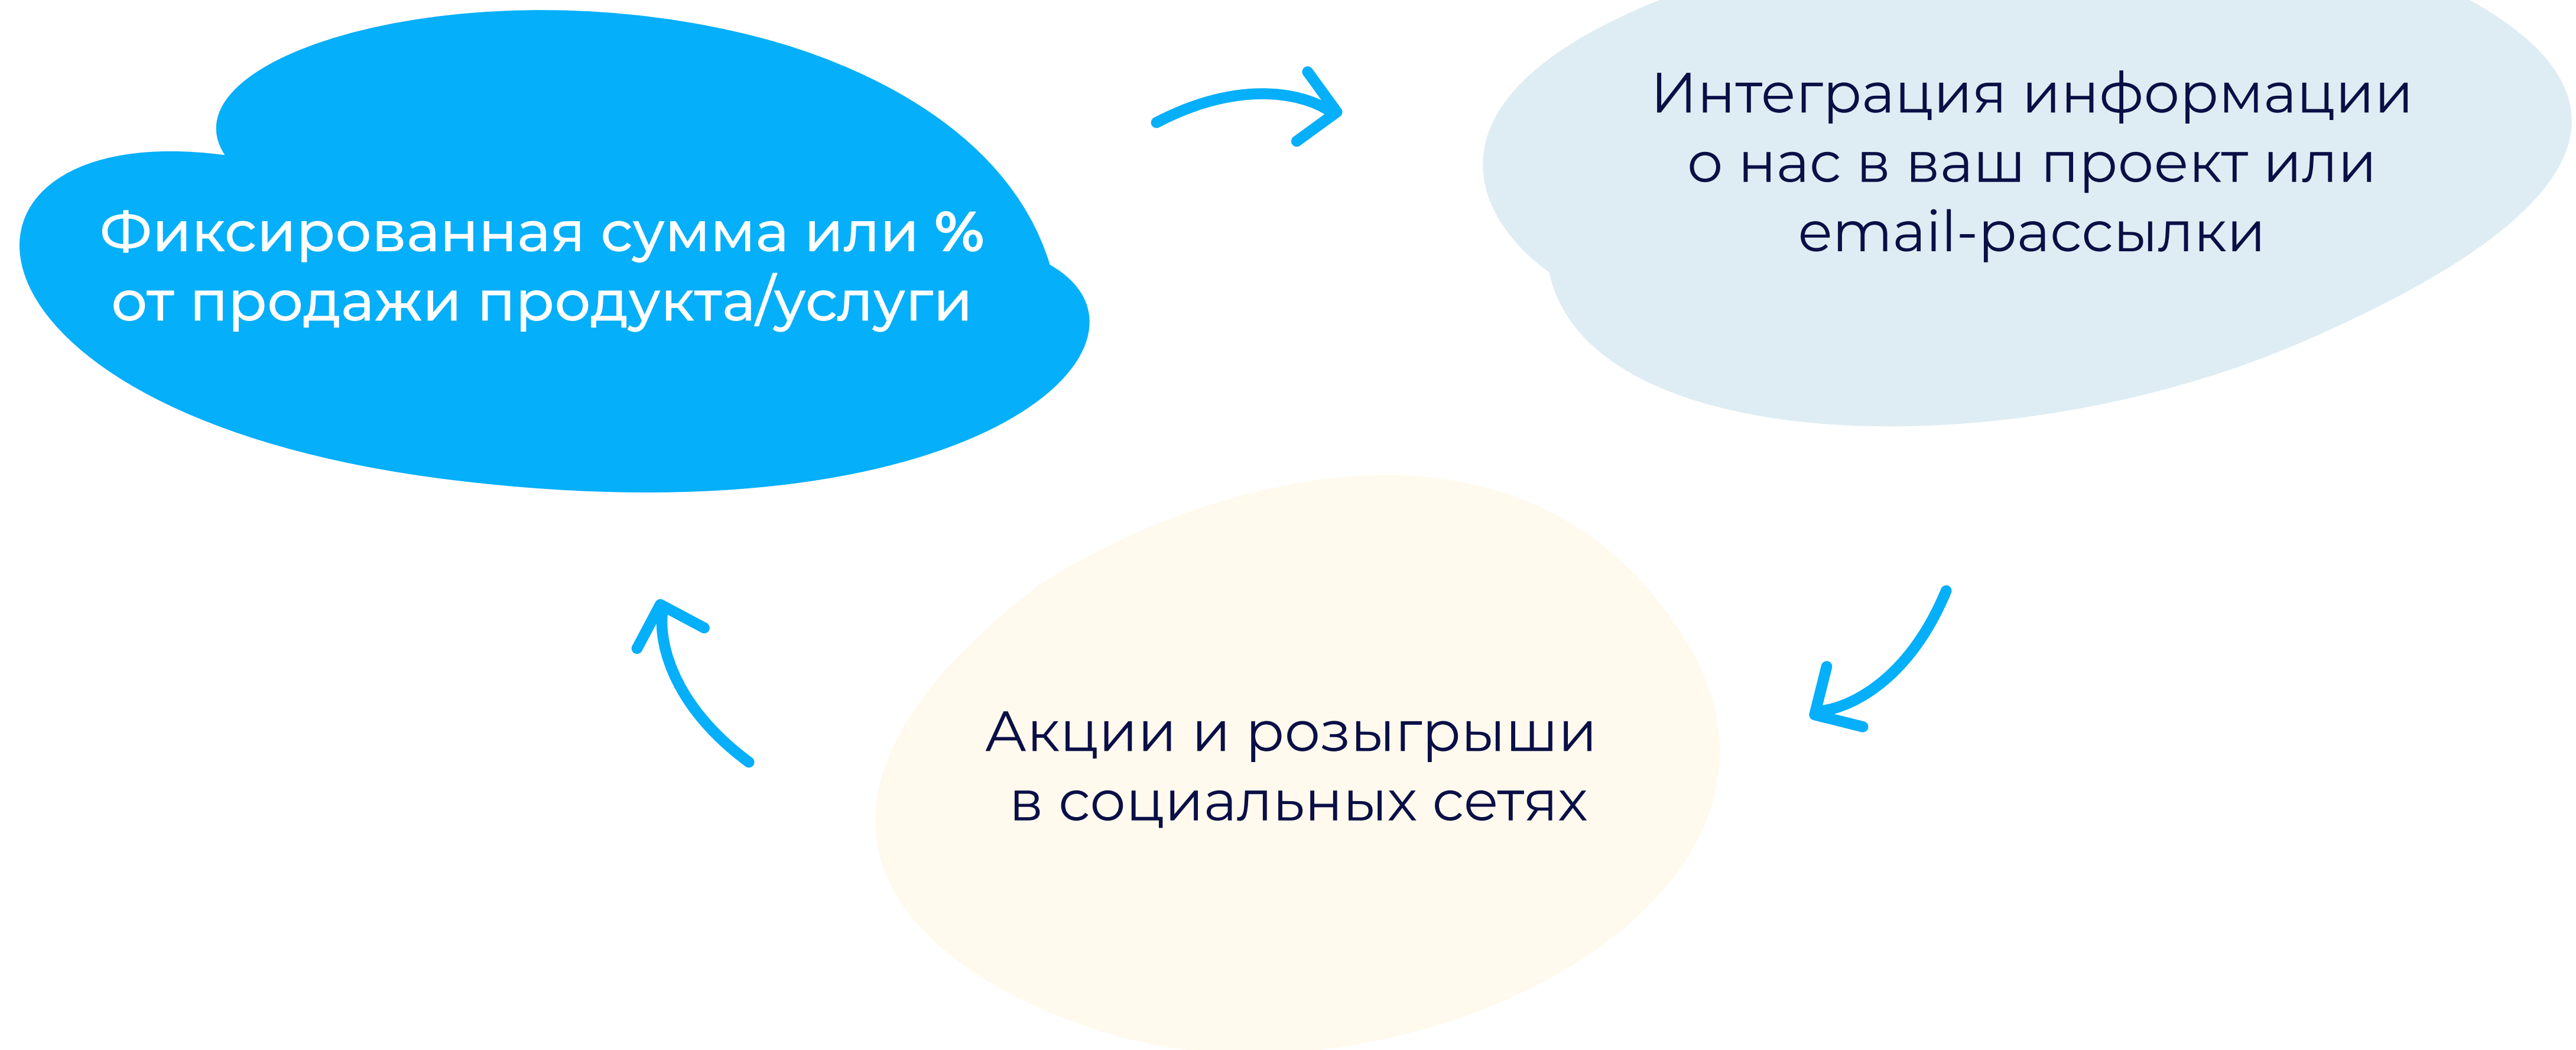 Фиксированная сумма или %
от продажи продукта/услуги
Интеграция информации
о нас в ваш проект или
email-рассылки
Акции и розыгрыши
в социальных сетях